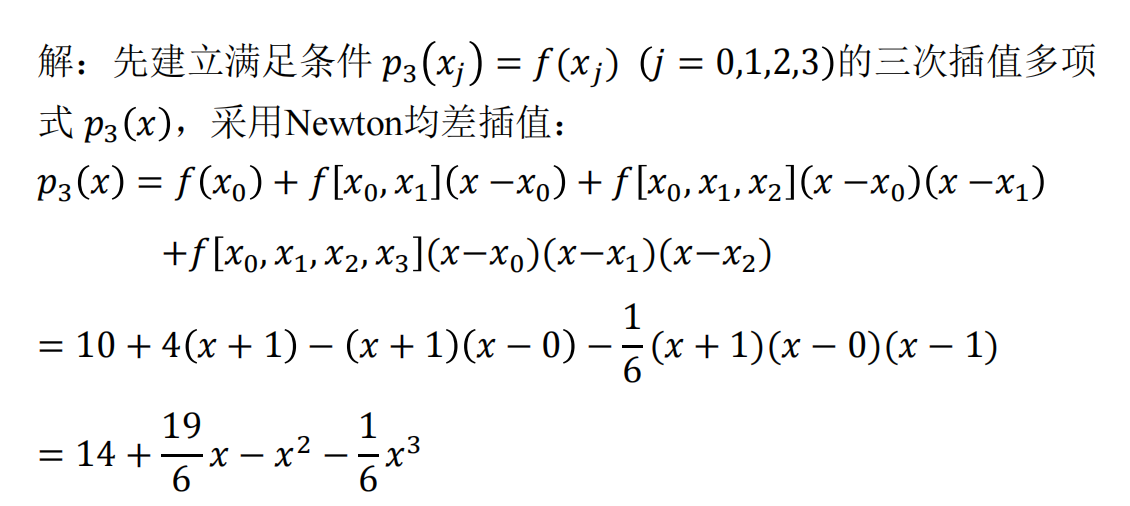 解：先建立满足条件 p₃(xⱼ) = f(xⱼ) (j = 0,1,2,3)的三次插值多项
式 p₃(x)，采用Newton均差插值：
p₃(x) = f(x₀) + f[x₀, x₁](x −x₀) + f[x₀, x₁, x₂](x −x₀)(x −x₁)
+f[x₀, x₁, x₂, x₃](x−x₀)(x−x₁)(x−x₂)
= 10 + 4(x + 1) − (x + 1)(x − 0) − 1/6 (x + 1)(x − 0)(x − 1)
= 14 + 19/6 x − x² − 1/6 x³